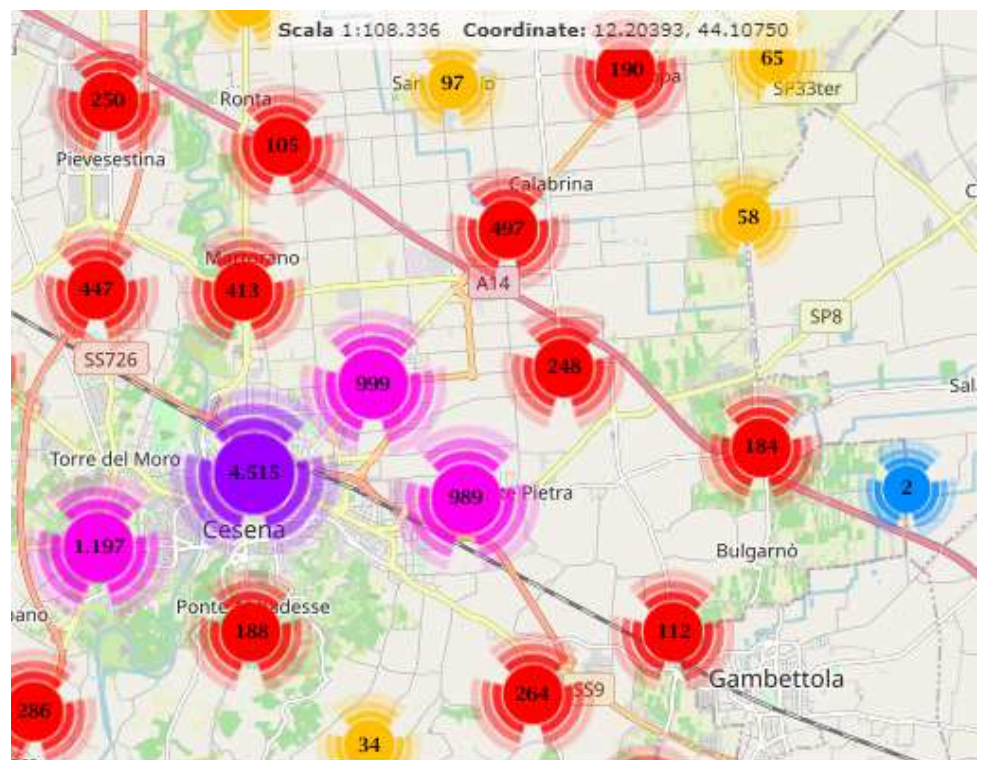 Scala 1:108.336 Coordinate: 12.20393, 44.10750
65
190
97
SP33ter
250
Ronta
105
Pievesestina
Calabrina
58
497
Martorano
A14
447
413
SP8
SS726
248
999
184
Torre del Moro
4.515
2
989
te Pietra
Cesena
1.197
Bulgarnò
188
112
Gambettola
264
SS9
286
34